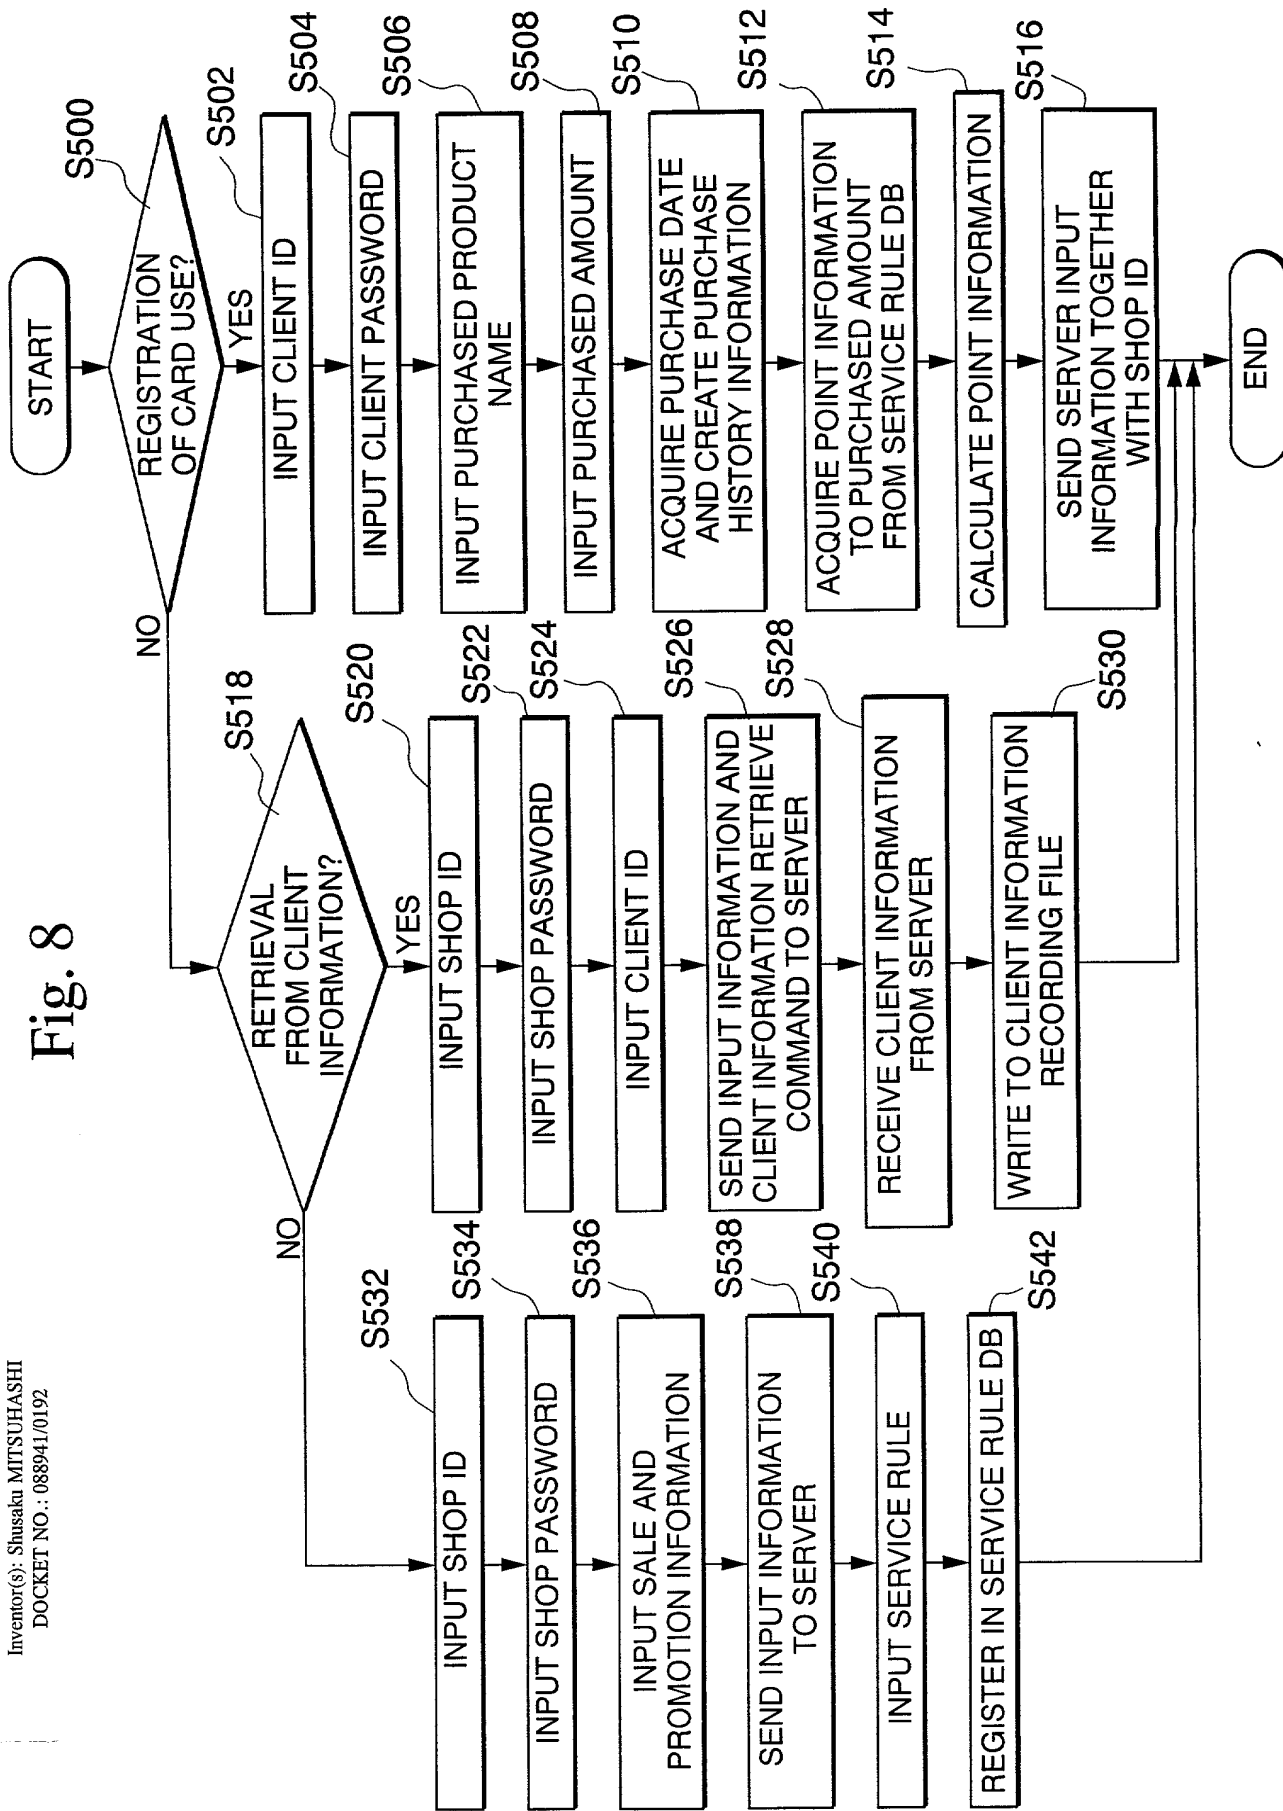 Inventor(s): Shusaku MITSUHASHI
DOCKET NO.: 088941/0192
Fig. 8
START
S500
REGISTRATION
OF CARD USE?
YES
NO
S502
INPUT CLIENT ID
S504
INPUT CLIENT PASSWORD
S506
INPUT PURCHASED PRODUCT
NAME
S508
INPUT PURCHASED AMOUNT
S510
ACQUIRE PURCHASE DATE
AND CREATE PURCHASE
HISTORY INFORMATION
S512
ACQUIRE POINT INFORMATION
TO PURCHASED AMOUNT
FROM SERVICE RULE DB
S514
CALCULATE POINT INFORMATION
S516
SEND SERVER INPUT
INFORMATION TOGETHER
WITH SHOP ID
END
S518
RETRIEVAL
FROM CLIENT
INFORMATION?
YES
NO
S520
INPUT SHOP ID
S522
INPUT SHOP PASSWORD
S524
INPUT CLIENT ID
S526
SEND INPUT INFORMATION AND
CLIENT INFORMATION RETRIEVE
COMMAND TO SERVER
S528
RECEIVE CLIENT INFORMATION
FROM SERVER
S530
WRITE TO CLIENT INFORMATION
RECORDING FILE
S532
INPUT SHOP ID
S534
INPUT SHOP PASSWORD
S536
INPUT SALE AND
PROMOTION INFORMATION
S538
SEND INPUT INFORMATION
TO SERVER
S540
INPUT SERVICE RULE
S542
REGISTER IN SERVICE RULE DB